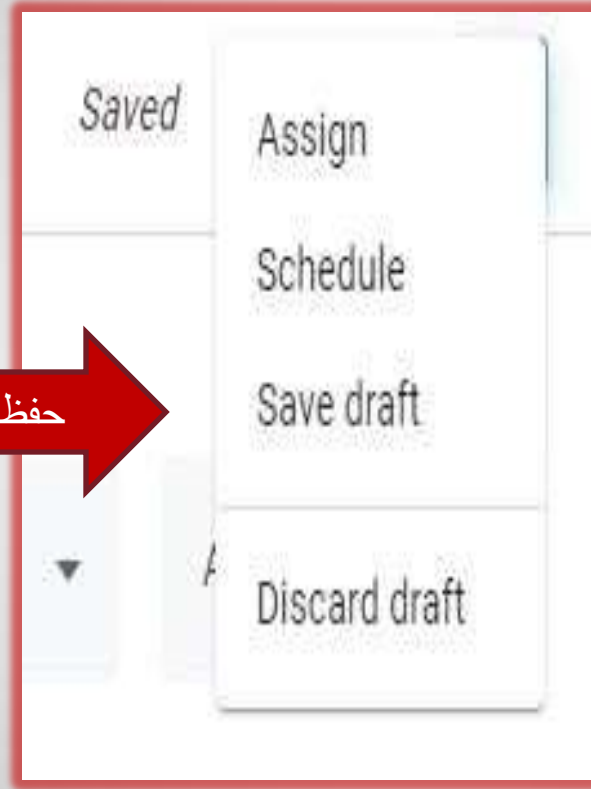 Saved
Assign
Schedule
Save draft
حفظ
Discard draft